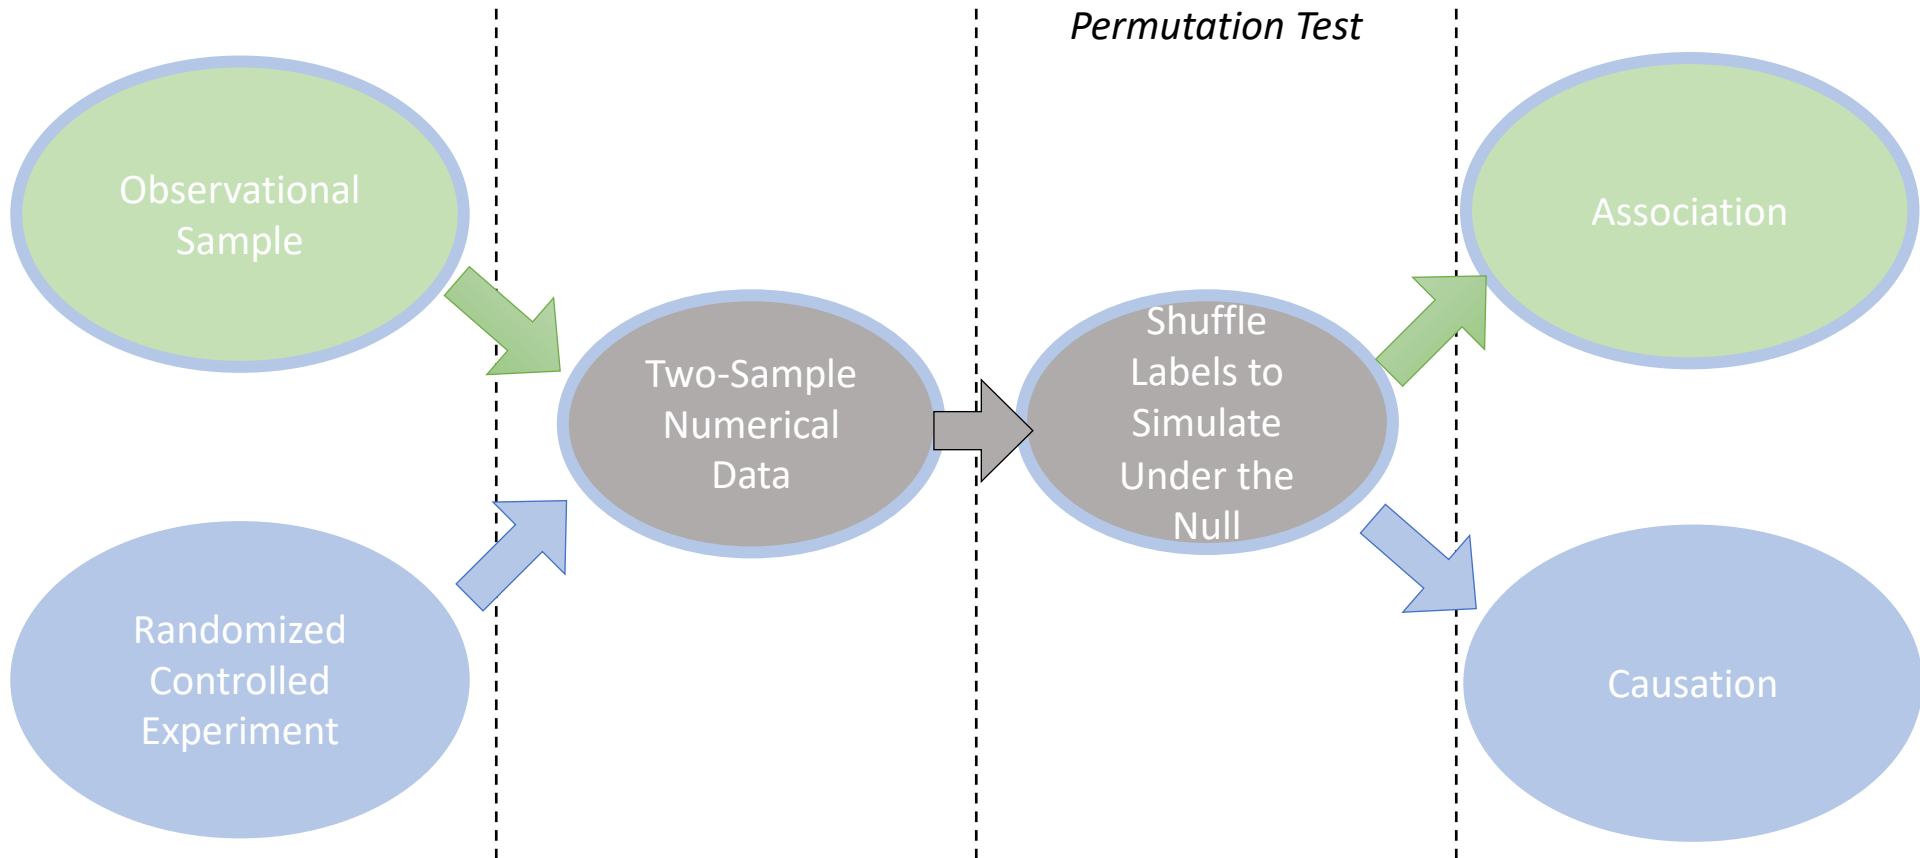 Permutation Test
Observational
Sample
Association
Two-Sample
Numerical
Data
Shuffle
Labels to
Simulate
Under the
Null
Randomized
Controlled
Experiment
Causation